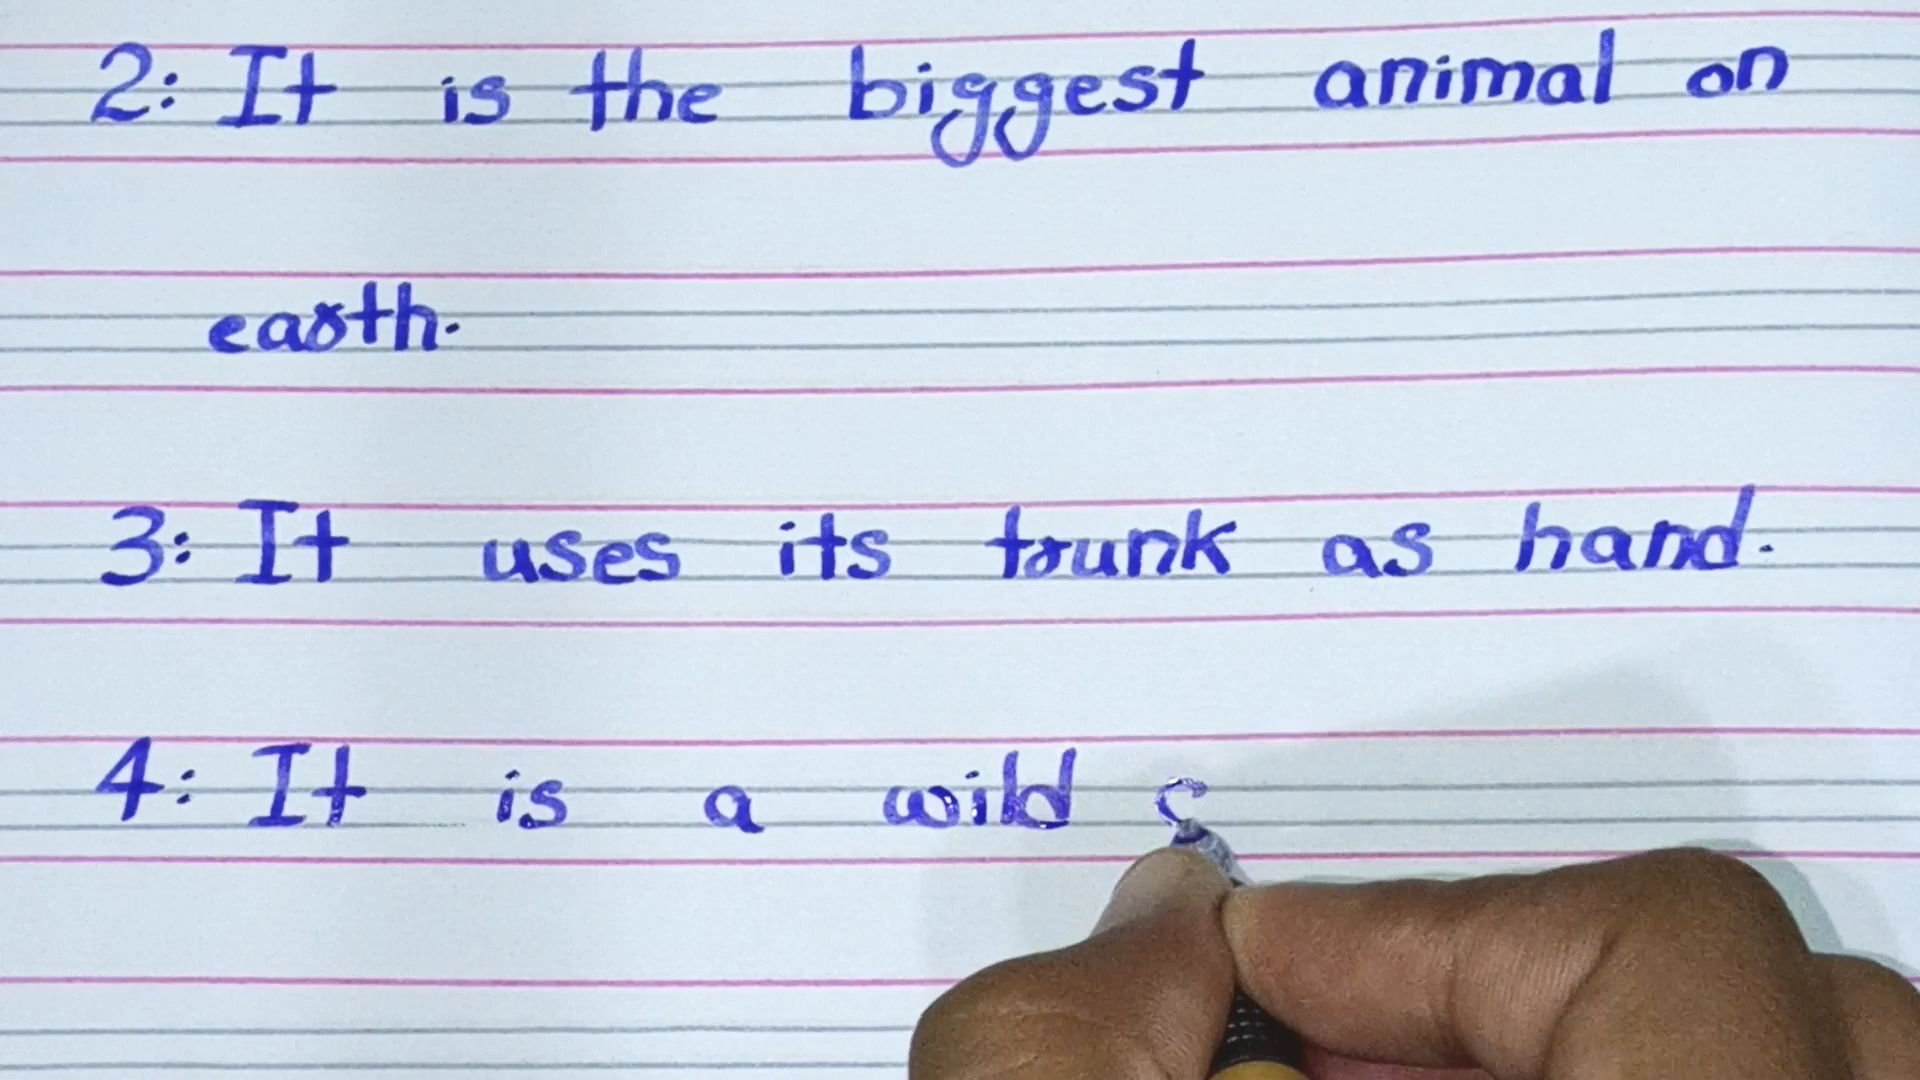 2: It is the biggest animal on
earth.
3: It uses its trunk as hand.
4: It is a wild